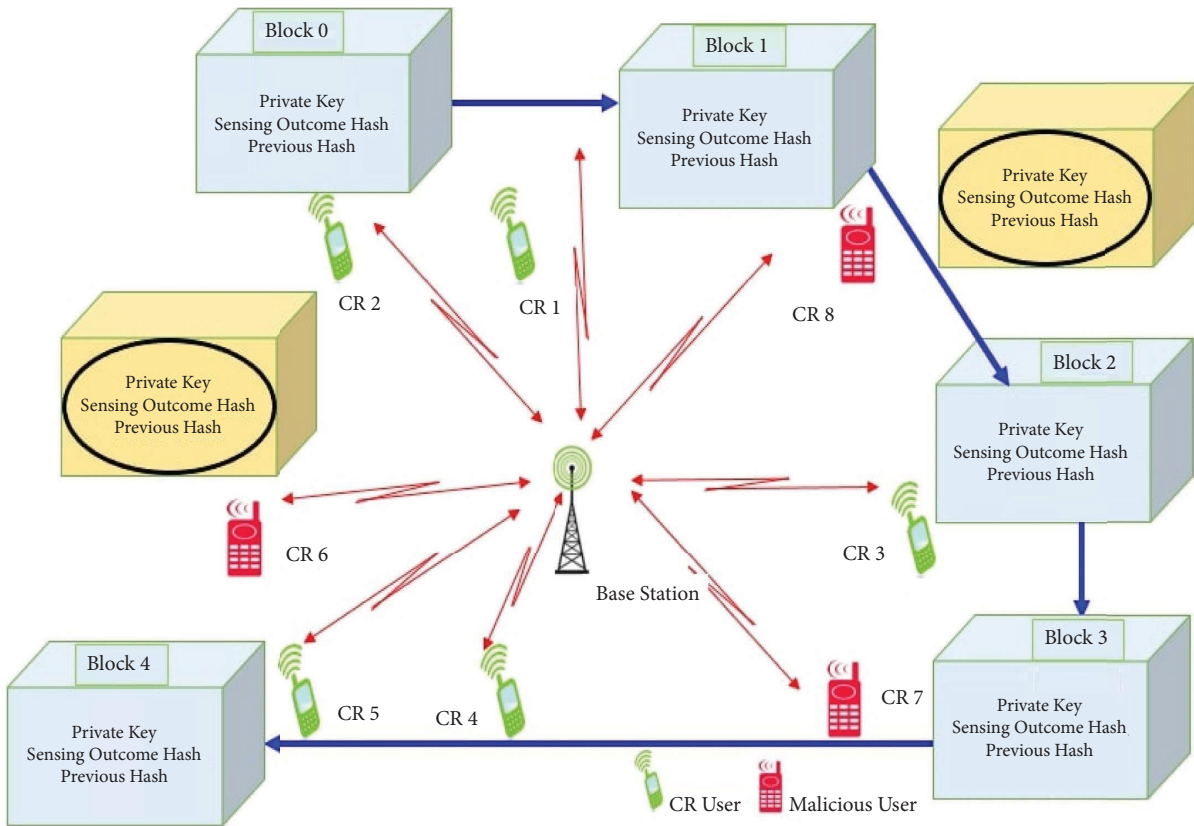 Block 0
Private Key
Sensing Outcome Hash
Previous Hash
Block 1
Private Key
Sensing Outcome Hash
Previous Hash
Private Key
Sensing Outcome Hash
Previous Hash
CR 2
CR 1
CR 8
Private Key
Sensing Outcome Hash
Previous Hash
Block 2
Private Key
Sensing Outcome Hash
Previous Hash
CR 6
CR 3
Base Station
Block 4
Private Key
Sensing Outcome Hash
Previous Hash
CR 5
CR 4
CR 7
Block 3
Private Key
Sensing Outcome Hash
Previous Hash
CR User
Malicious User